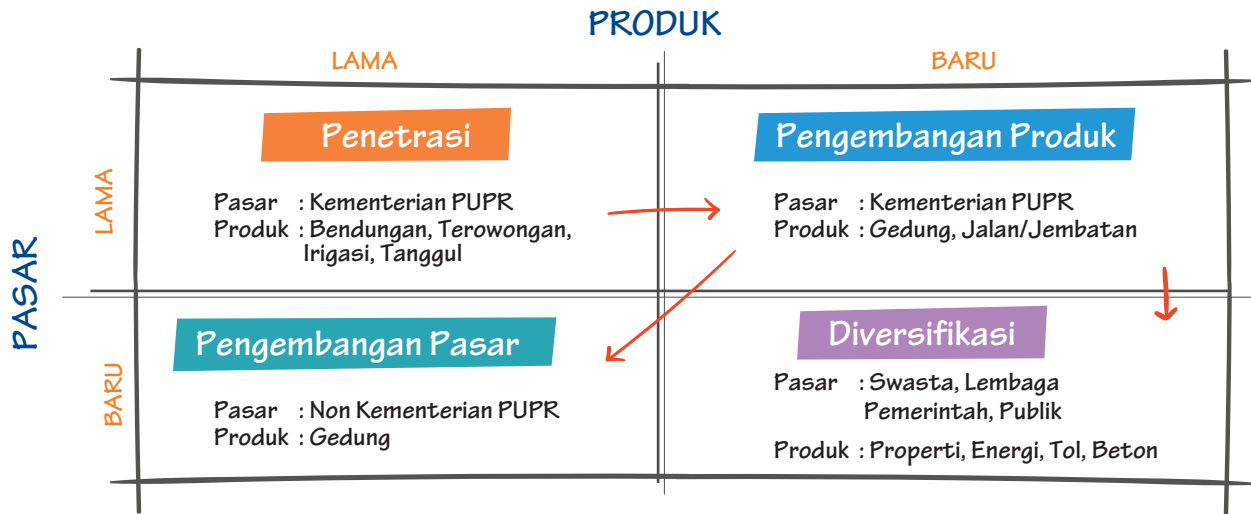 PRODUK
LAMA
BARU
PASAR
LAMA
Penetrasi
Pasar : Kementerian PUPR
Produk : Bendungan, Terowongan,
Irigasi, Tanggul
Pengembangan Produk
Pasar : Kementerian PUPR
Produk : Gedung, Jalan/Jembatan
BARU
Pengembangan Pasar
Pasar : Non Kementerian PUPR
Produk : Gedung
Diversifikasi
Pasar : Swasta, Lembaga
Pemerintah, Publik
Produk : Properti, Energi, Tol, Beton